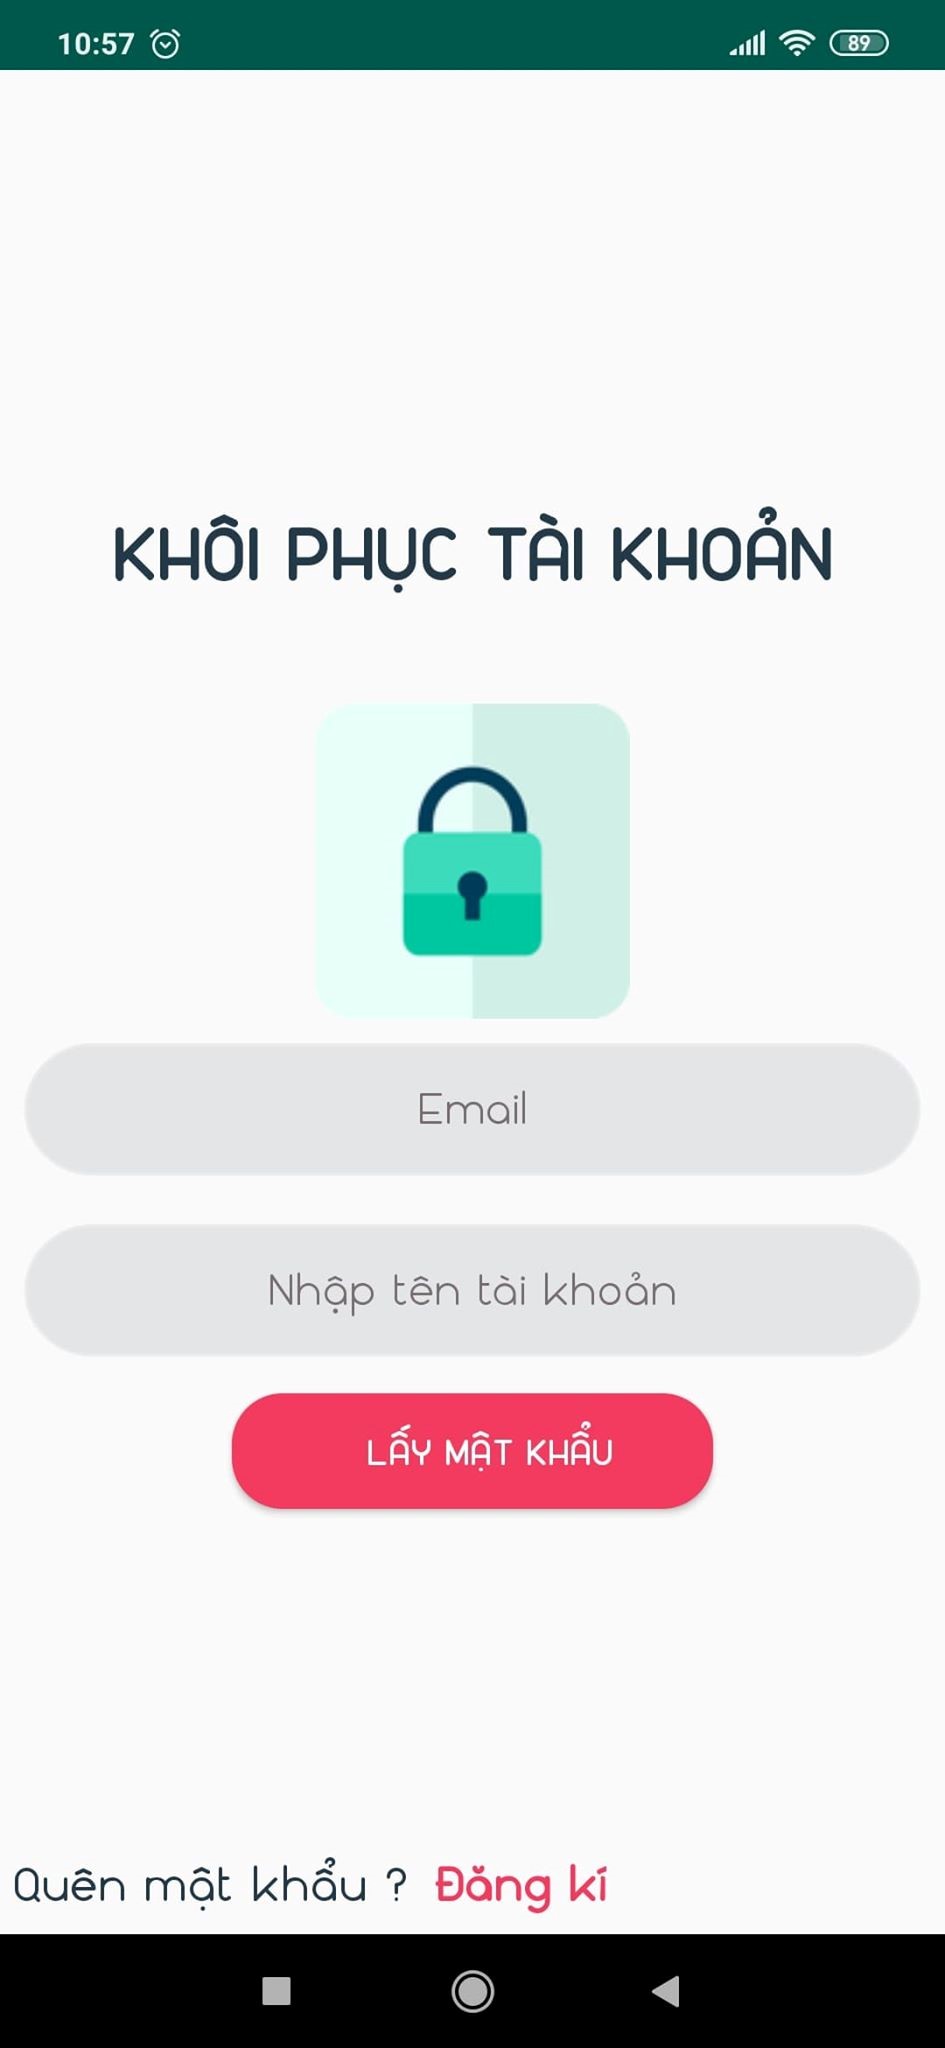 10:57
89
KHÔI PHỤC TÀI KHOẢN
Email
Nhập tên tài khoản
LẤY MẬT KHẨU
Quên mật khẩu ? Đăng kí